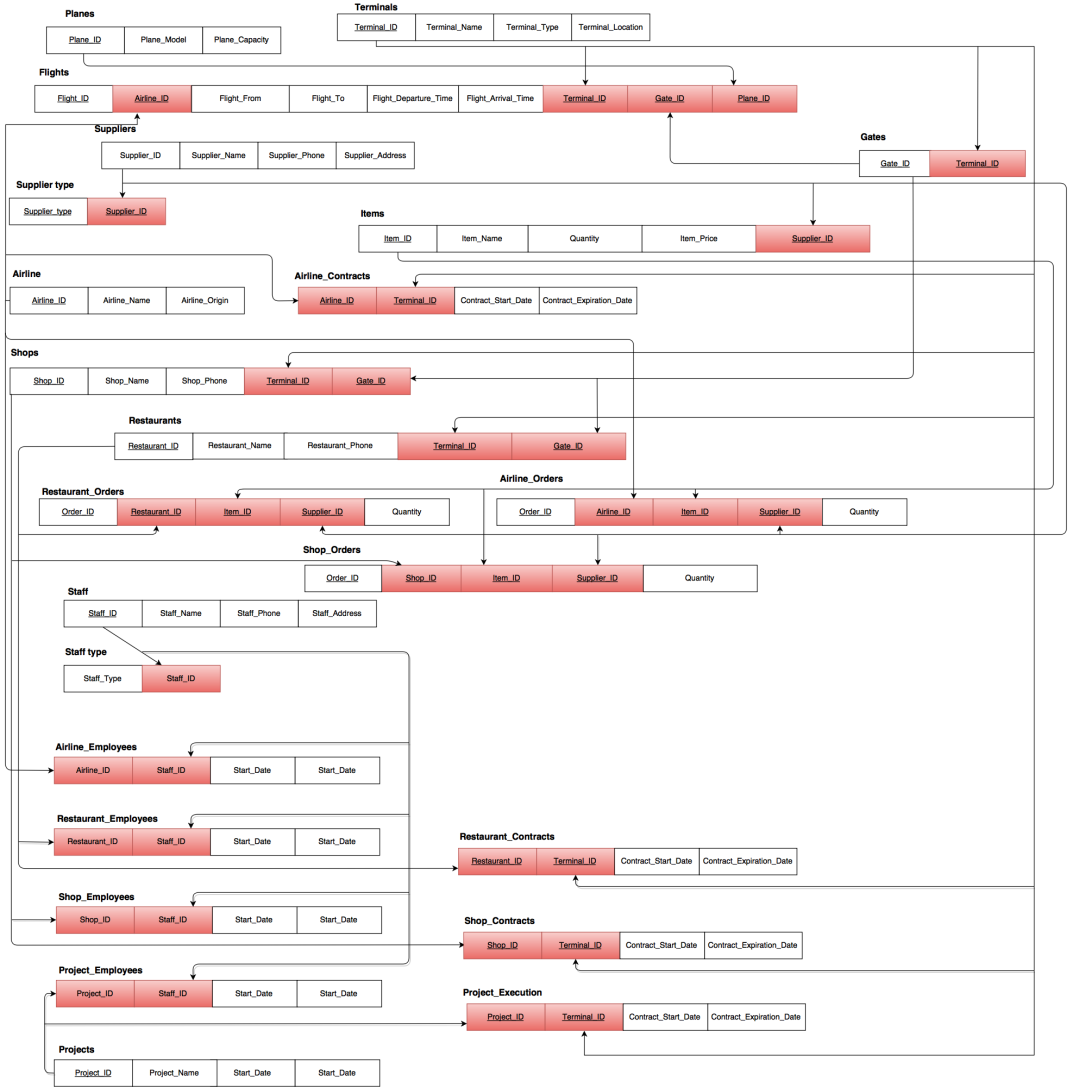 Planes
Plane_ID Plane_Model Plane_Capacity
Terminals
Terminal_ID Terminal_Name Terminal_Type Terminal_Location
Flights
Flight_ID Airline_ID Flight_From Flight_To Flight_Departure_Time Flight_Arrival_Time Terminal_ID Gate_ID Plane_ID
Suppliers
Supplier_ID Supplier_Name Supplier_Phone Supplier_Address
Gates
Gate_ID Terminal_ID
Supplier type
Supplier_type Supplier_ID
Items
Item_ID Item_Name Quantity Item_Price Supplier_ID
Airline
Airline_ID Airline_Name Airline_Origin
Airline_Contracts
Airline_ID Terminal_ID Contract_Start_Date Contract_Expiration_Date
Shops
Shop_ID Shop_Name Shop_Phone Terminal_ID Gate_ID
Restaurants
Restaurant_ID Restaurant_Name Restaurant_Phone Terminal_ID Gate_ID
Restaurant_Orders
Order_ID Restaurant_ID Item_ID Supplier_ID Quantity
Airline_Orders
Order_ID Airline_ID Item_ID Supplier_ID Quantity
Shop_Orders
Order_ID Shop_ID Item_ID Supplier_ID Quantity
Staff
Staff_ID Staff_Name Staff_Phone Staff_Address
Staff type
Staff_Type Staff_ID
Airline_Employees
Airline_ID Staff_ID Start_Date Start_Date
Restaurant_Employees
Restaurant_ID Staff_ID Start_Date Start_Date
Restaurant_Contracts
Restaurant_ID Terminal_ID Contract_Start_Date Contract_Expiration_Date
Shop_Employees
Shop_ID Staff_ID Start_Date Start_Date
Shop_Contracts
Shop_ID Terminal_ID Contract_Start_Date Contract_Expiration_Date
Project_Employees
Project_ID Staff_ID Start_Date Start_Date
Project_Execution
Project_ID Terminal_ID Contract_Start_Date Contract_Expiration_Date
Projects
Project_ID Project_Name Start_Date Start_Date